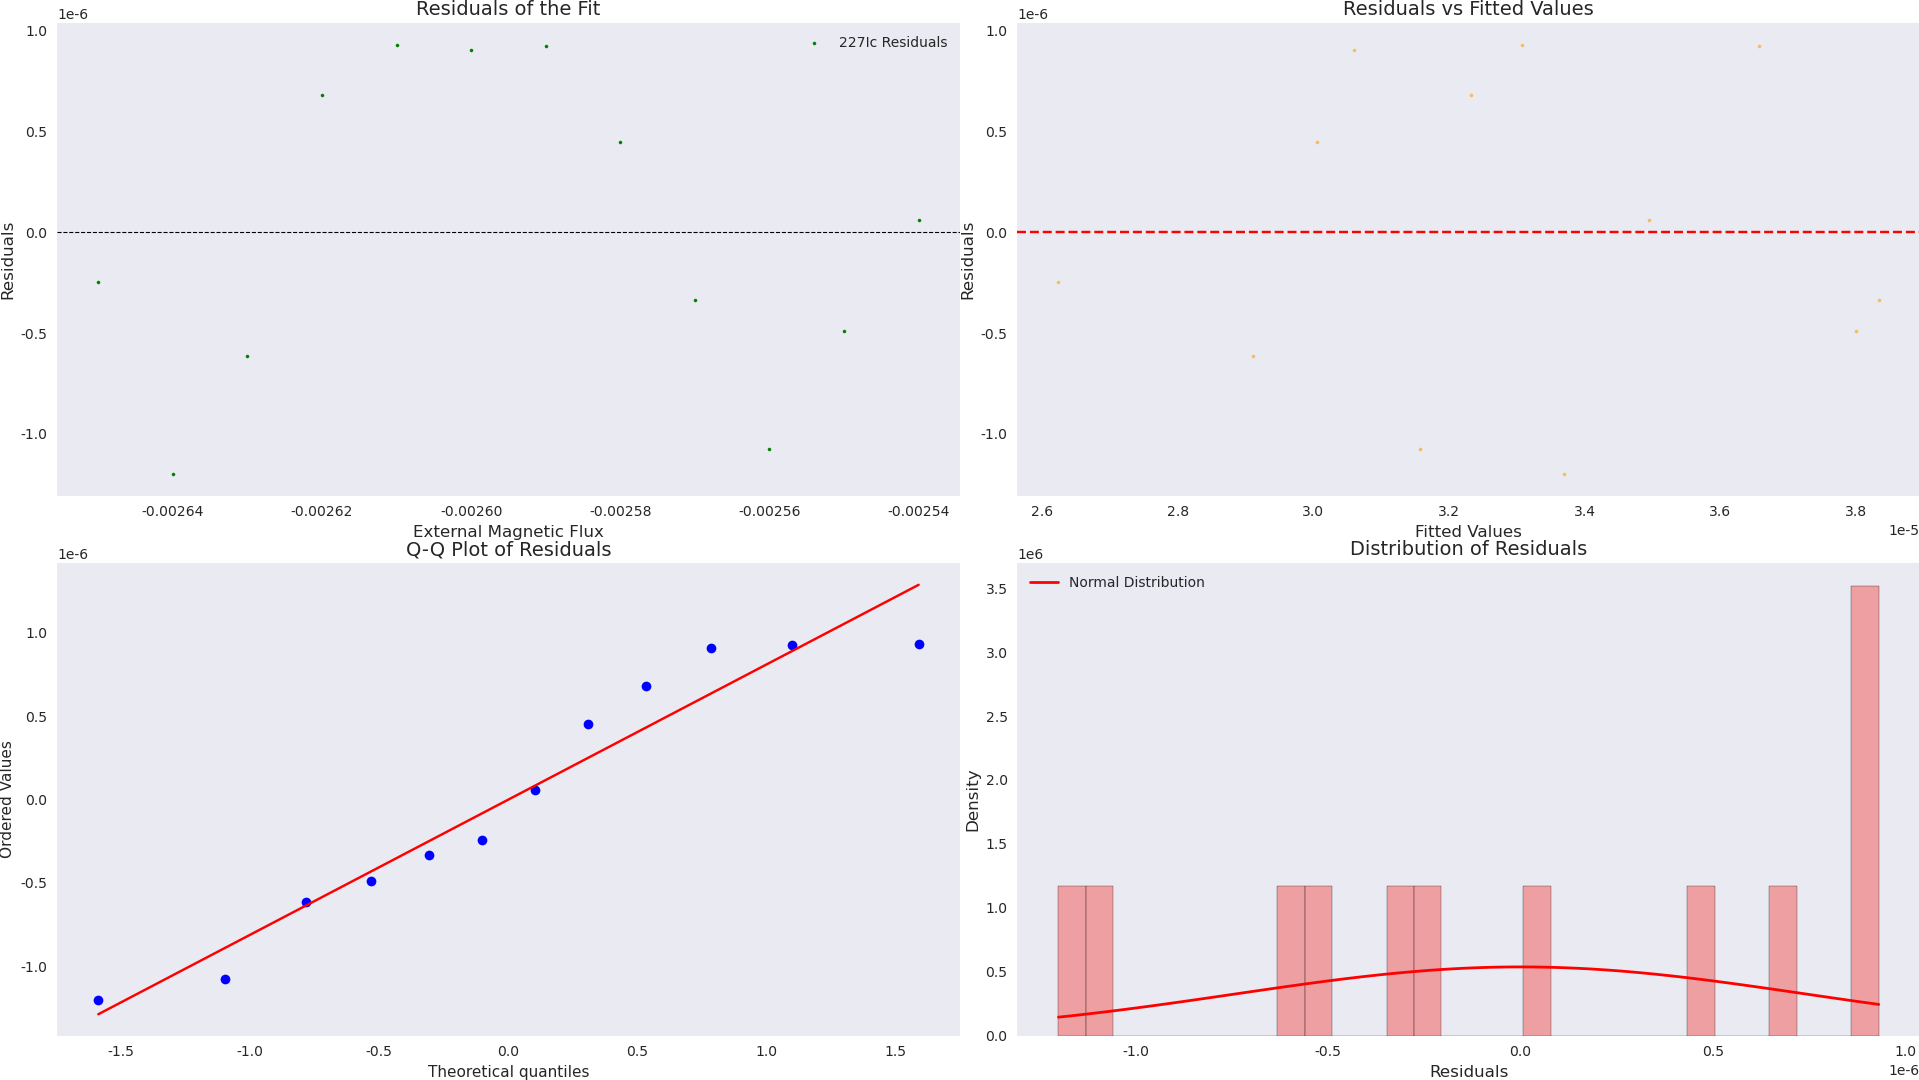 Residuals of the Fit
1e-6
227Ic Residuals
1.0
0.5
0.0
-0.5
-1.0
Residuals
-0.00264 -0.00262 -0.00260 -0.00258 -0.00256 -0.00254
External Magnetic Flux
Residuals vs Fitted Values
1e-6
1.0
0.5
0.0
-0.5
-1.0
Residuals
2.6 2.8 3.0 3.2 3.4 3.6 3.8
1e-5
Fitted Values
Q-Q Plot of Residuals
1e-6
1.0
0.5
0.0
-0.5
-1.0
Ordered Values
-1.5 -1.0 -0.5 0.0 0.5 1.0 1.5
Theoretical quantiles
Distribution of Residuals
1e6
Normal Distribution
3.5
3.0
2.5
2.0
1.5
1.0
0.5
0.0
Density
-1.0 -0.5 0.0 0.5 1.0
1e-6
Residuals